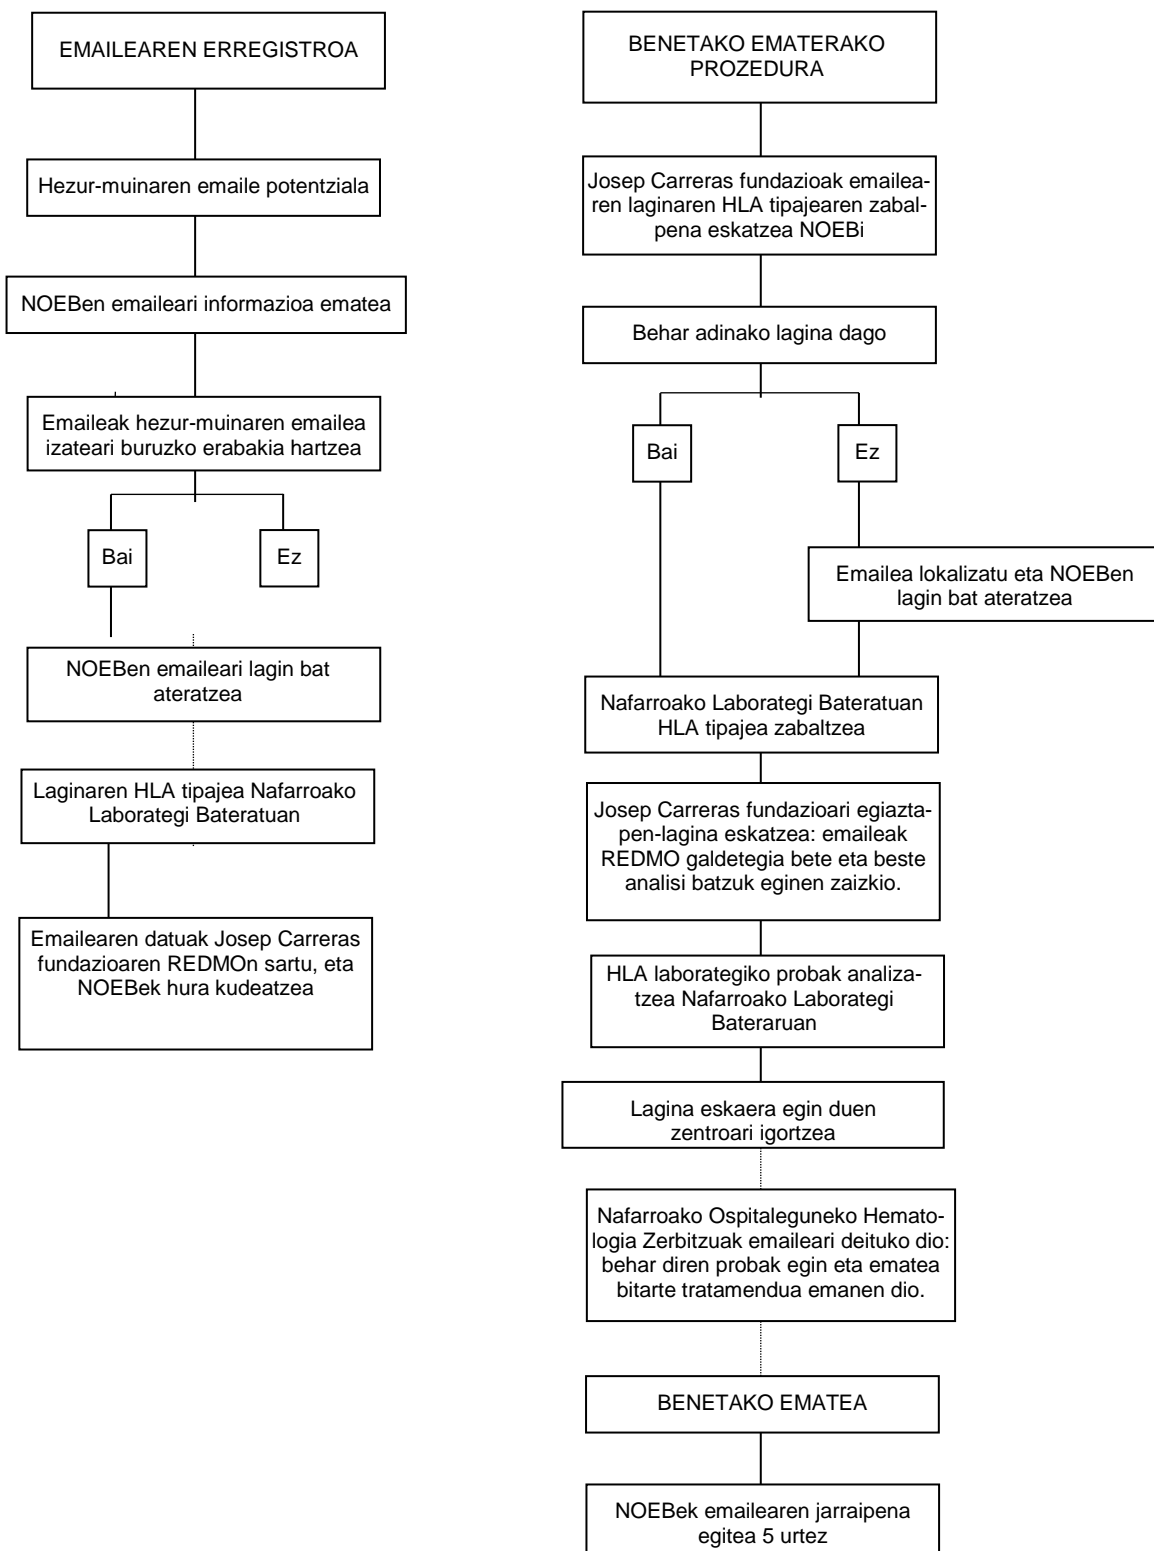 EMAILEAREN ERREGISTROA
Hezur-muinaren emaile potentziala
NOEBen emaileari informazioa ematea
Emaileak hezur-muinaren emailea
izateari buruzko erabakia hartzea
Bai
Ez
NOEBen emaileari lagin bat
ateratzea
Laginaren HLA tipajea Nafarroako
Laborategi Bateratuan
Emailearen datuak Josep Carreras
fundazioaren REDMOn sartu, eta
NOEBek hura kudeatzea
BENETAKO EMATERAKO
PROZEDURA
Josep Carreras fundazioak emailea-
ren laginaren HLA tipajearen zabal-
pena eskatzea NOEBi
Behar adinako lagina dago
Bai
Ez
Emailea lokalizatu eta NOEBen
lagin bat ateratzea
Nafarroako Laborategi Bateratuan
HLA tipajea zabaltzea
Josep Carreras fundazioari egiazta-
pen-lagina eskatzea: emaileak
REDMO galdetegia bete eta beste
analisi batzuk eginen zaizkio.
HLA laborategiko probak analiza-
tzea Nafarroako Laborategi
Bateraruan
Lagina eskaera egin duen
zentroari igortzea
Nafarroako Ospitaleguneko Hemato-
logia Zerbitzuak emaileari deituko dio:
behar diren probak egin eta ematea
bitarte tratamendua emanen dio.
BENETAKO EMATEA
NOEBek emailearen jarraipena
egitea 5 urtez